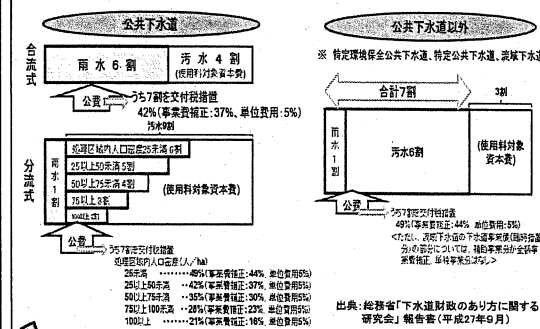 公共下水道
合流式
雨水6割
汚水4割
(使用料対象資本費)
公費
うち7割を交付税措置
42%(事業費補正:37%、単位費用:5%)
汚水9割
分流式
雨水1割
処理区域内人口密度25未満6割
25以上50未満5割
50以上75未満4割
75以上3割
(使用料対象資本費)
公費
うち7割を交付税措置
処理区域内人口密度(人/ha)
25未満 ・・・・・・・・49%(事業費補正:44%、単位費用5%)
25以上50未満 ・・42%(事業費補正:37%、単位費用5%)
50以上75未満 ・・35%(事業費補正:30%、単位費用5%)
75以上100未満 ・・28%(事業費補正:23%、単位費用5%)
100以上 ・・・・・・21%(事業費補正:16%、単位費用5%)
公共下水道以外
※ 特定環境保全公共下水道、特定公共下水道、流域下水道
合計7割
3割
雨水1割
汚水6割
(使用料対象資本費)
公費
うち7割を交付税措置
49%(事業費補正:44%、単位費用:5%)
出典:総務省「下水道財政のあり方に関する
研究会」報告書(平成27年9月)